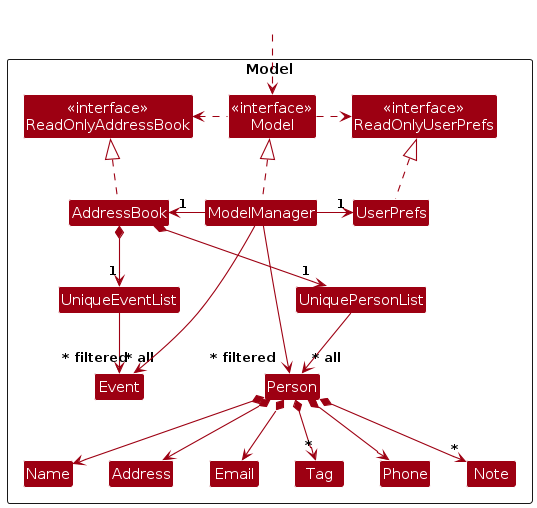 Model
«interface»
ReadOnlyAddressBook
«interface»
Model
«interface»
ReadOnlyUserPrefs
AddressBook
1
ModelManager
1
UserPrefs
1
1
UniqueEventList
UniquePersonList
* filtered
* all
* filtered
* all
Event
Person
*
*
Name
Address
Email
Tag
Phone
Note